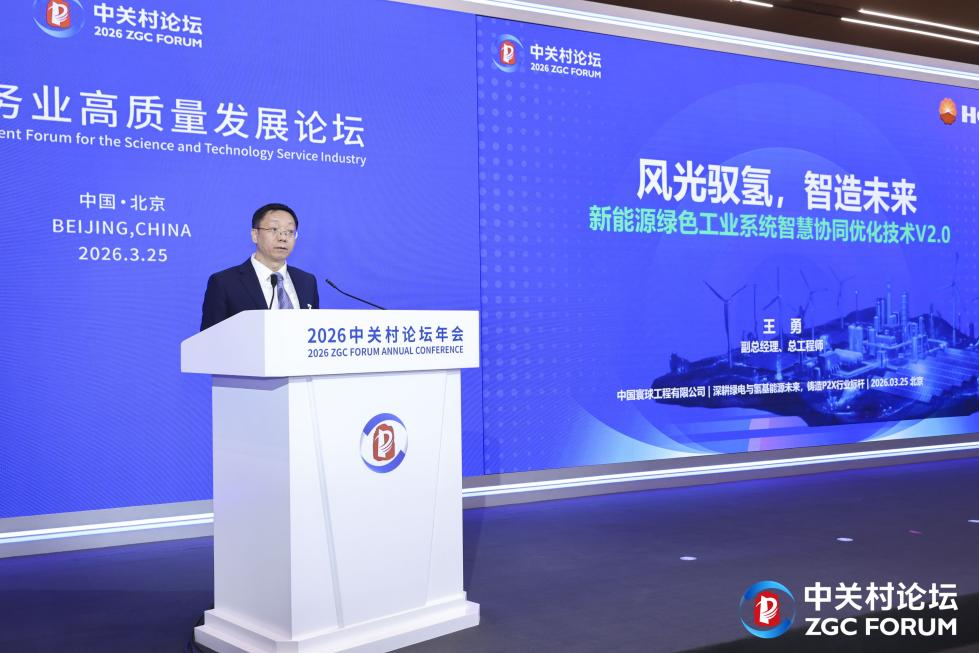 中关村论坛
2026 ZGC FORUM
务业高质量发展论坛
ent Forum for the Science and Technology Service Industry
中国·北京
BEIJING,CHINA
2026.3.25
2026中关村论坛年会
2026 ZGC FORUM ANNUAL CONFERENCE
中关村论坛
2026 ZGC FORUM
风光驭氢，智造未来
新能源绿色工业系统智慧协同优化技术V2.0
王 勇
副总经理、总工程师
中国寰球工程有限公司 | 深耕绿电与氢基能源未来，铸造P2X行业标杆 | 2026.03.25 北京
中关村论坛
ZGC FORUM